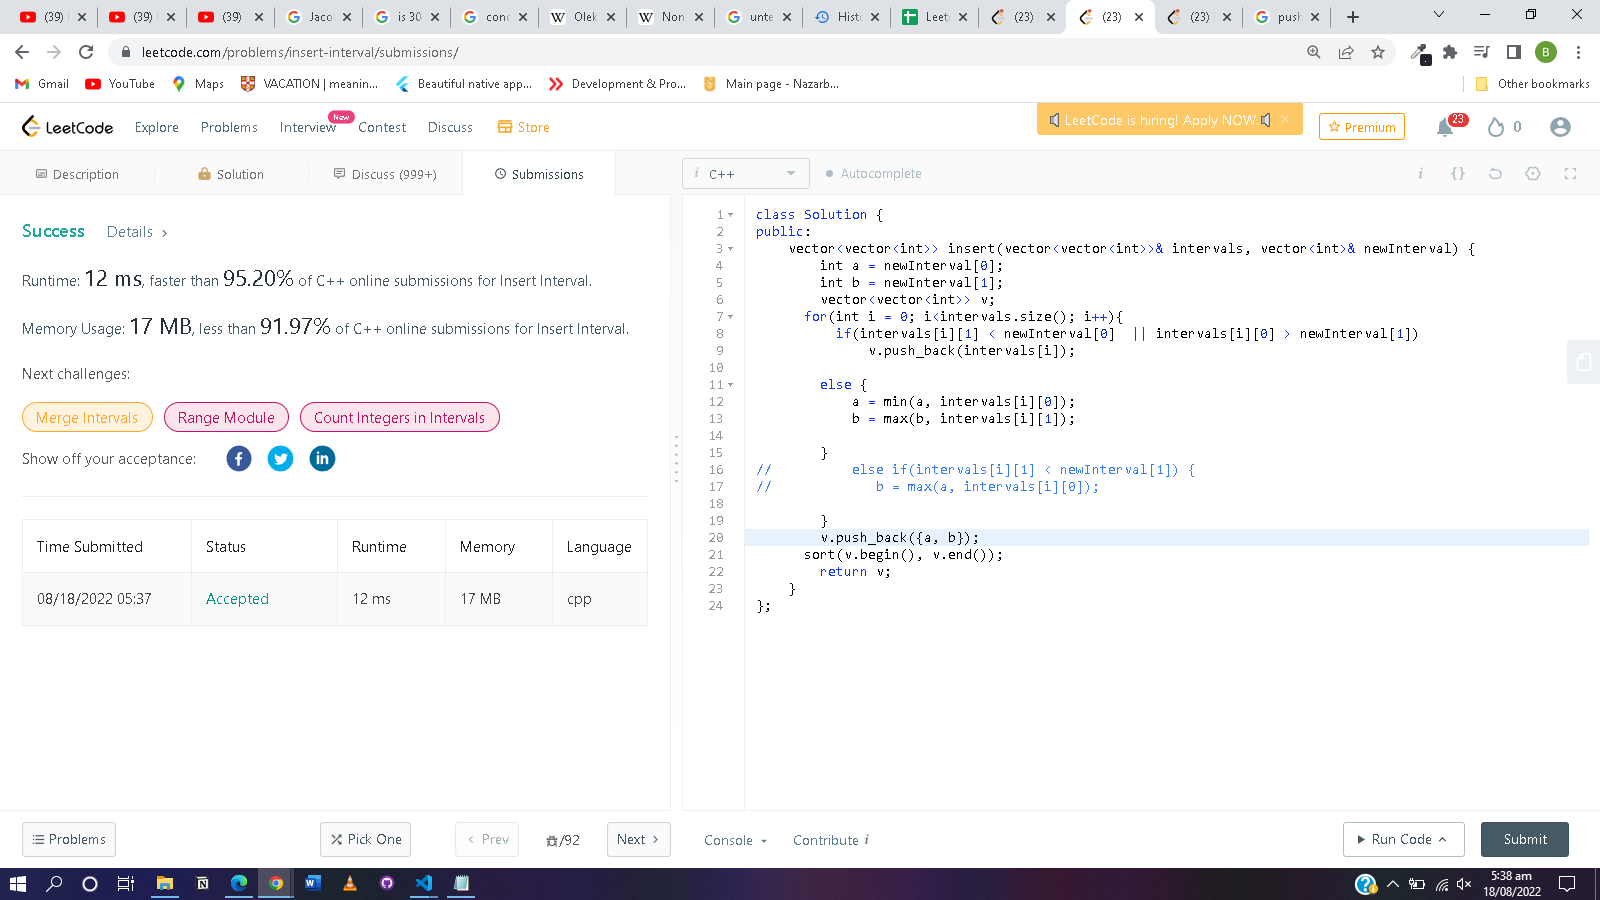 (39)
(39)
(39)
Jaco
is 30
conc
Olek
Non
unte
Histo
Leet
(23)
(23)
(23)
push
leetcode.com/problems/insert-interval/submissions/
B
Gmail
YouTube
Maps
VACATION | meanin...
Beautiful native app...
Development & Pro...
Main page - Nazarb...
Other bookmarks
LeetCode
Explore
Problems
Interview
New
Contest
Discuss
Store
LeetCode is hiring! Apply NOW.
×
Premium
23
0
Description
Solution
Discuss (999+)
Submissions
i C++
Autocomplete
i
{}
Success
Details >
Runtime: 12 ms, faster than 95.20% of C++ online submissions for Insert Interval.
Memory Usage: 17 MB, less than 91.97% of C++ online submissions for Insert Interval.
Next challenges:
Merge Intervals
Range Module
Count Integers in Intervals
Show off your acceptance:
Time Submitted Status Runtime Memory Language
08/18/2022 05:37 Accepted 12 ms 17 MB cpp
1 class Solution {
2 public:
3 vector<vector<int>> insert(vector<vector<int>>& intervals, vector<int>& newInterval) {
4 int a = newInterval[0];
5 int b = newInterval[1];
6 vector<vector<int>> v;
7 for(int i = 0; i<intervals.size(); i++){
8 if(intervals[i][1] < newInterval[0] || intervals[i][0] > newInterval[1])
9 v.push_back(intervals[i]);
10
11 else {
12 a = min(a, intervals[i][0]);
13 b = max(b, intervals[i][1]);
14
15 }
16 // else if(intervals[i][1] < newInterval[1]) {
17 // b = max(a, intervals[i][0]);
18
19 }
20 v.push_back({a, b});
21 sort(v.begin(), v.end());
22 return v;
23 }
24 };
Problems
Pick One
< Prev
/92
Next >
Console
Contribute i
Run Code
Submit
5:38 am
18/08/2022